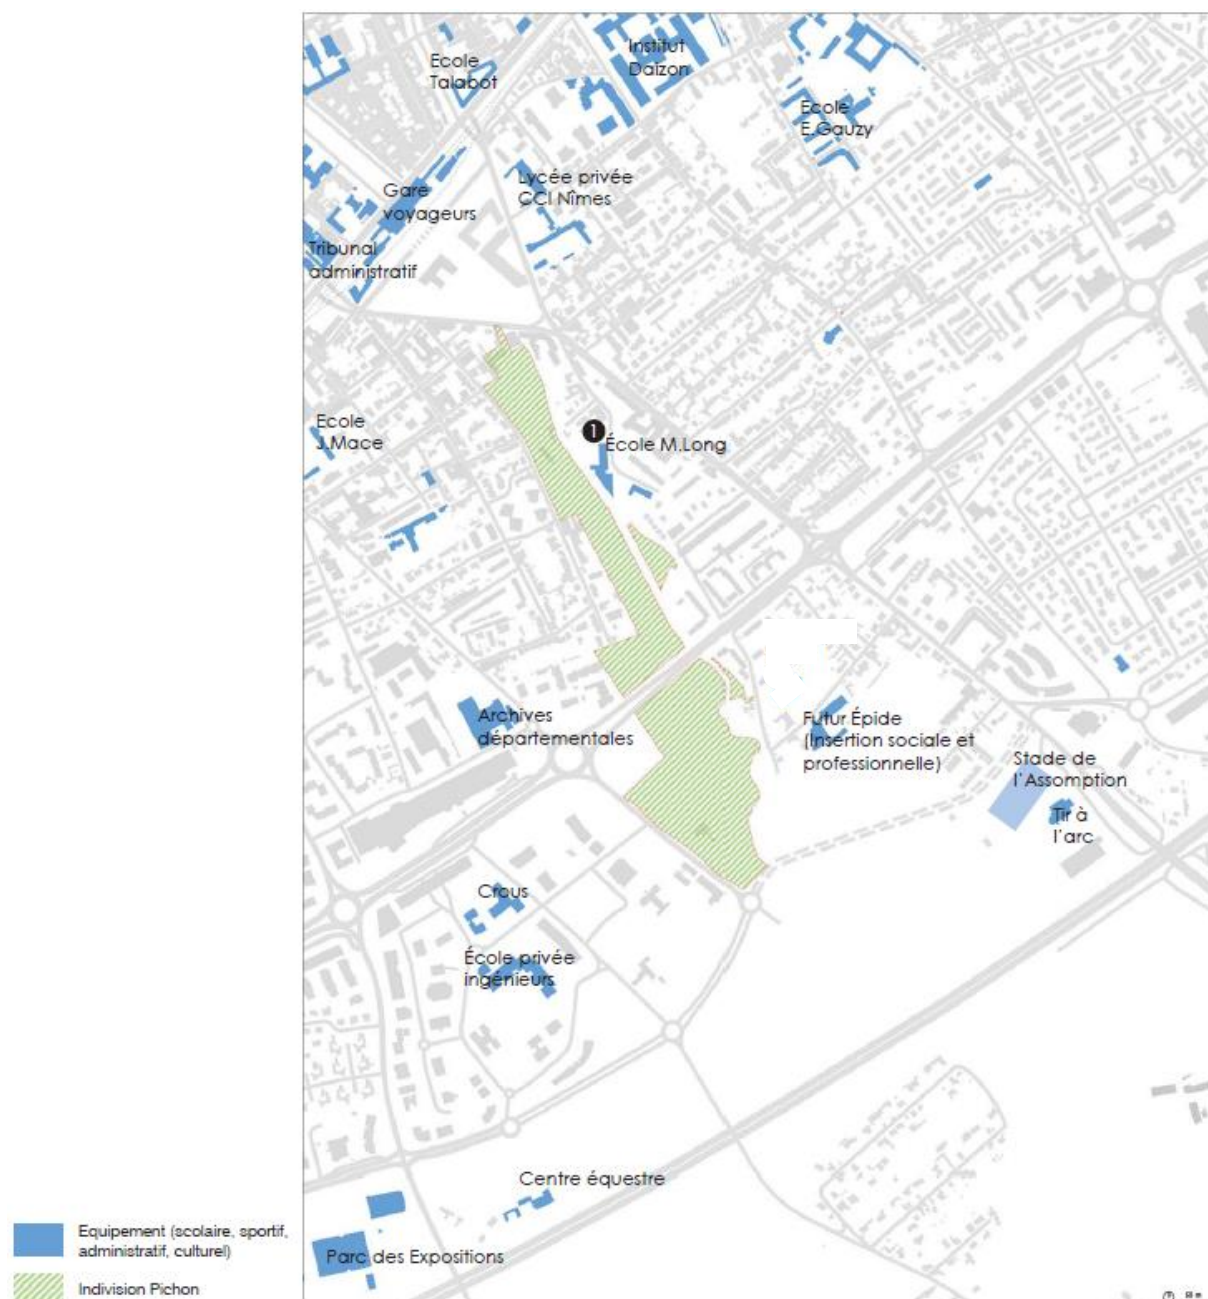 Ecole
Talabot
Institut
Dalzon
Ecole
E.Gauzy
Lycée privée
CCI Nîmes
Gare
voyageurs
Tribunal
administratif
Ecole
J.Mace
1
École M.Long
Archives
départementales
Futur Épide
(Insertion sociale et
professionnelle)
Stade de
l'Assomption
Tir à
l'arc
Crous
École privée
ingénieurs
Centre équestre
Parc des Expositions
Equipement (scolaire, sportif,
administratif, culturel)
Indivision Pichon